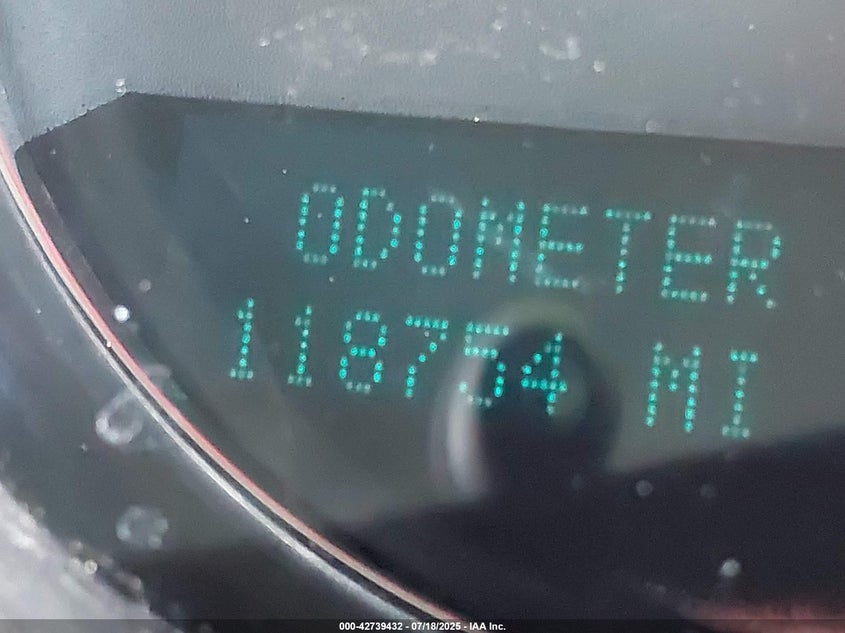 ODOMETER
118754 MI
000-42739432 - 07/18/2025 - IAA Inc.